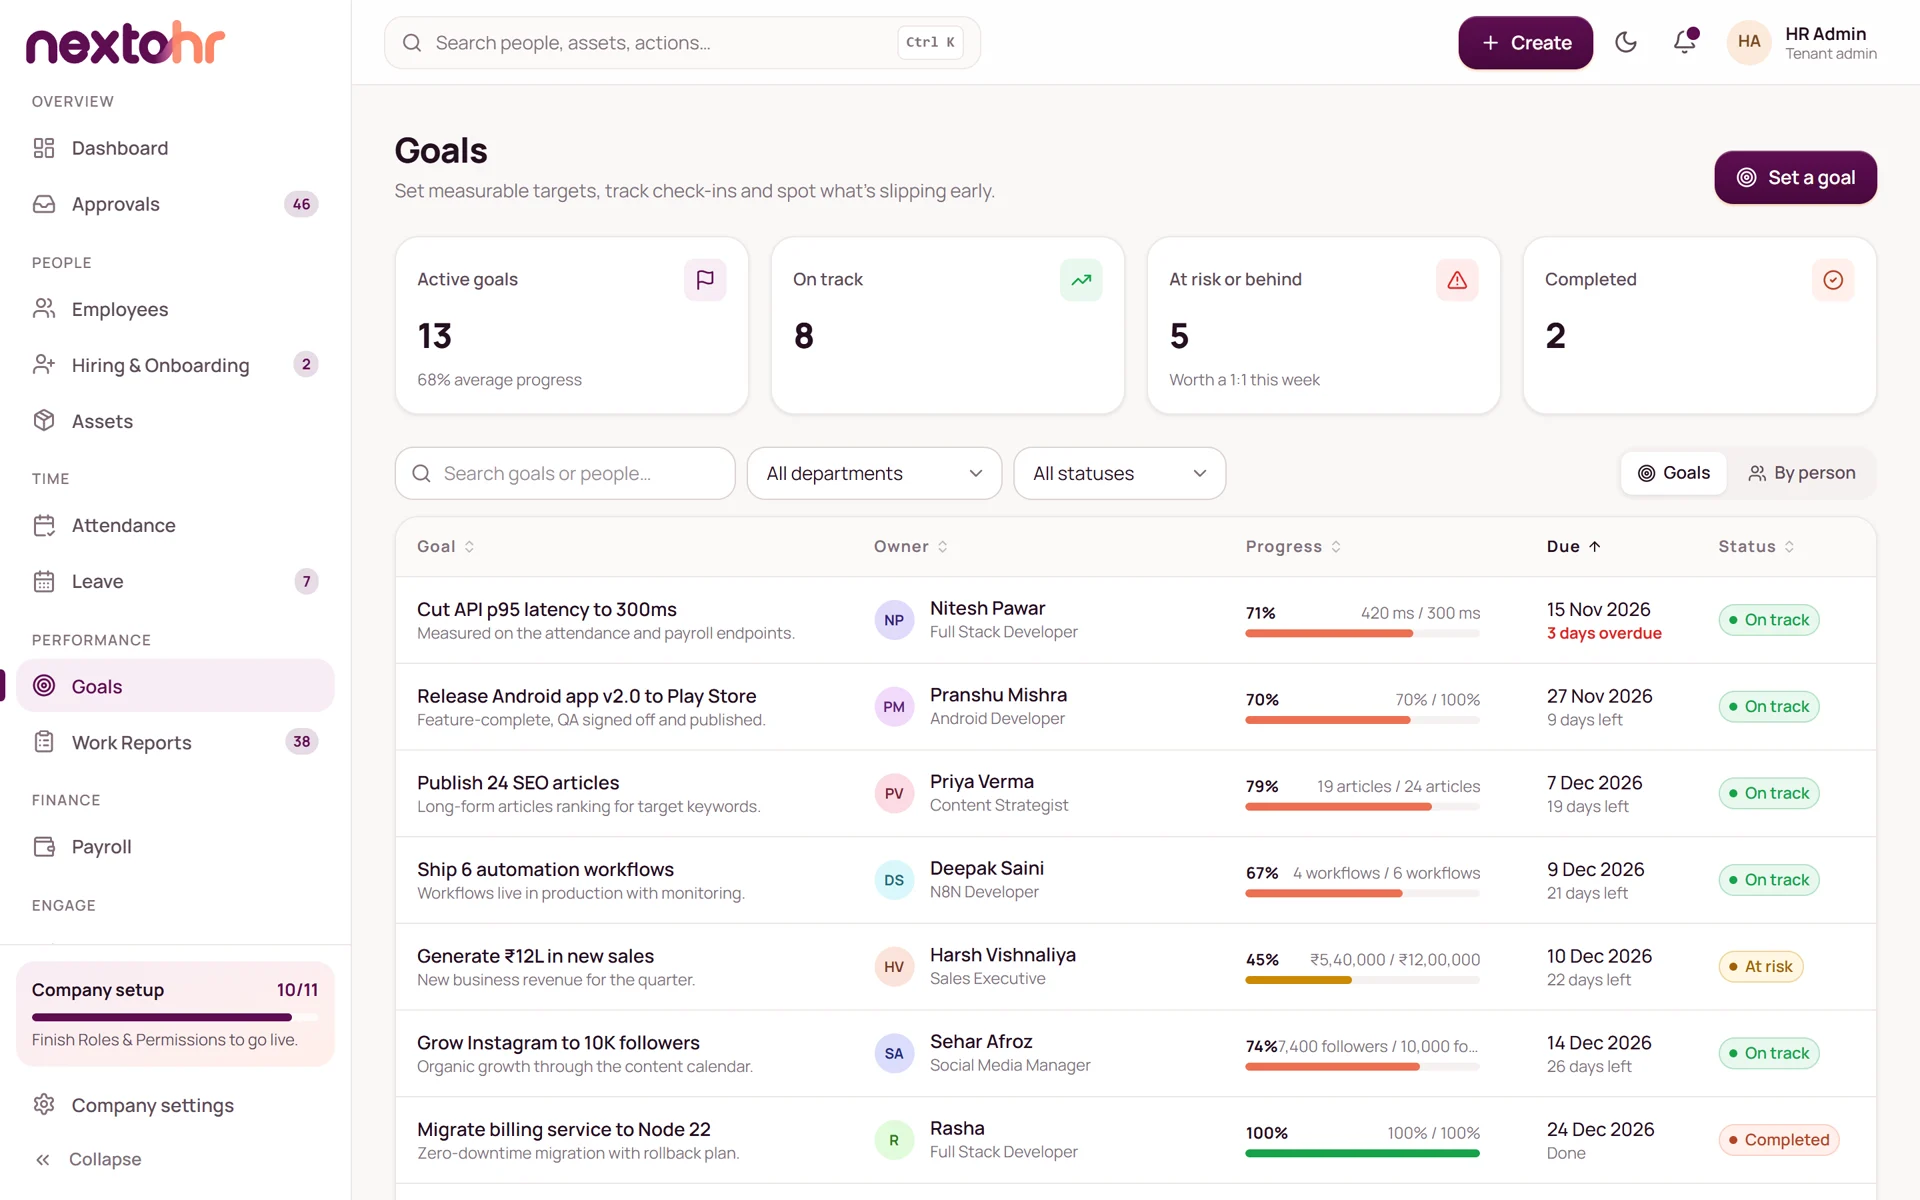 nextohr
OVERVIEW
Dashboard
Approvals 46
PEOPLE
Employees
Hiring & Onboarding 2
Assets
TIME
Attendance
Leave 7
PERFORMANCE
Goals
Work Reports 38
FINANCE
Payroll
ENGAGE
Company setup 10/11
Finish Roles & Permissions to go live.
Company settings
Collapse
Search people, assets, actions... Ctrl K
Create
HA
HR Admin
Tenant admin
Goals
Set measurable targets, track check-ins and spot what's slipping early.
Set a goal
Active goals
13
68% average progress
On track
8
At risk or behind
5
Worth a 1:1 this week
Completed
2
Search goals or people...
All departments
All statuses
Goals
By person
Goal Owner Progress Due Status
Cut API p95 latency to 300ms
Measured on the attendance and payroll endpoints.
NP
Nitesh Pawar
Full Stack Developer
71% 420 ms / 300 ms
15 Nov 2026
3 days overdue
On track
Release Android app v2.0 to Play Store
Feature-complete, QA signed off and published.
PM
Pranshu Mishra
Android Developer
70% 70% / 100%
27 Nov 2026
9 days left
On track
Publish 24 SEO articles
Long-form articles ranking for target keywords.
PV
Priya Verma
Content Strategist
79% 19 articles / 24 articles
7 Dec 2026
19 days left
On track
Ship 6 automation workflows
Workflows live in production with monitoring.
DS
Deepak Saini
N8N Developer
67% 4 workflows / 6 workflows
9 Dec 2026
21 days left
On track
Generate ₹12L in new sales
New business revenue for the quarter.
HV
Harsh Vishnaliya
Sales Executive
45% ₹5,40,000 / ₹12,00,000
10 Dec 2026
22 days left
At risk
Grow Instagram to 10K followers
Organic growth through the content calendar.
SA
Sehar Afroz
Social Media Manager
74% 7,400 followers / 10,000 fo...
14 Dec 2026
26 days left
On track
Migrate billing service to Node 22
Zero-downtime migration with rollback plan.
R
Rasha
Full Stack Developer
100% 100% / 100%
24 Dec 2026
Done
Completed